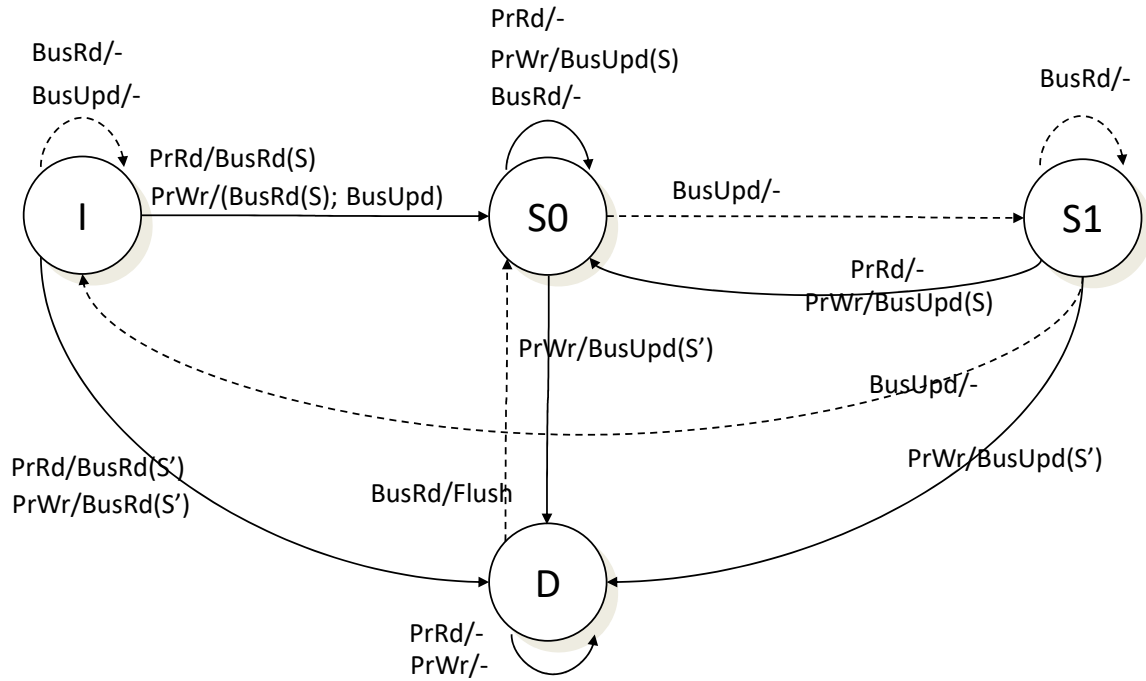 PrRd/-
PrWr/BusUpd(S)
BusRd/-
BusRd/-
BusUpd/-
BusRd/-
PrRd/BusRd(S)
PrWr/(BusRd(S); BusUpd)
BusUpd/-
I
S0
S1
PrRd/-
PrWr/BusUpd(S)
PrWr/BusUpd(S’)
BusUpd/-
PrRd/BusRd(S’)
PrWr/BusRd(S’)
PrWr/BusUpd(S’)
BusRd/Flush
D
PrRd/-
PrWr/-